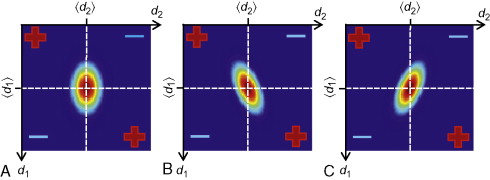 ⟨d2⟩ d2
⟨d2⟩ d2
⟨d2⟩ d2
⟨d1⟩
⟨d1⟩
⟨d1⟩
A d1
B d1
C d1